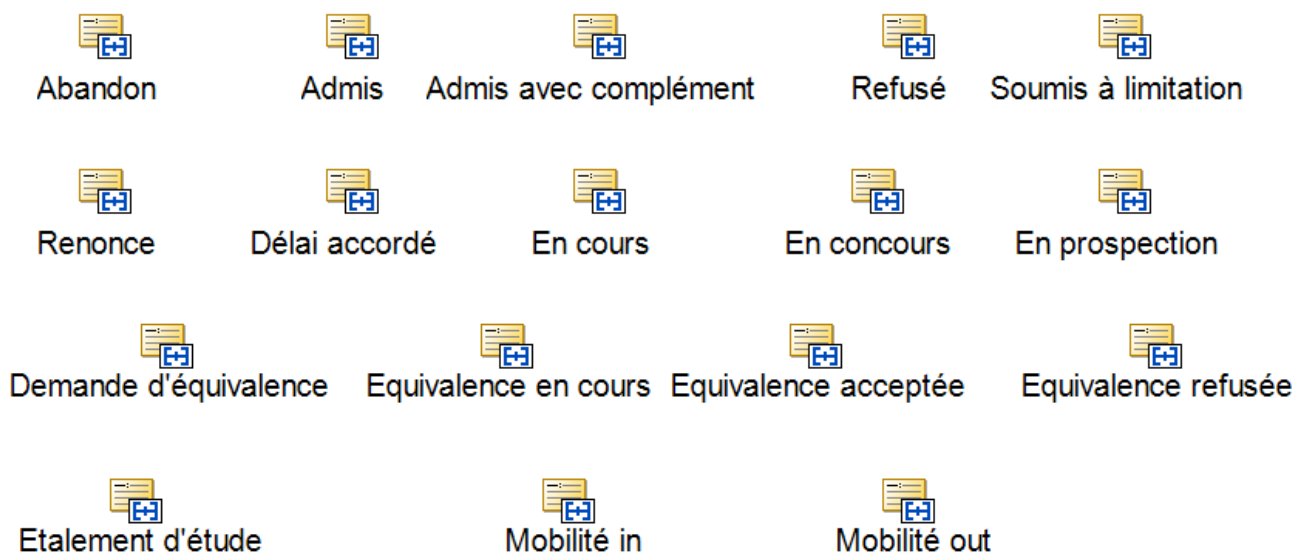 Abandon Admis Admis avec complément Refusé Soumis à limitation
Renonce Délai accordé En cours En concours En prospection
Demande d'équivalence Equivalence en cours Equivalence acceptée Equivalence refusée
Etalement d'étude Mobilité in Mobilité out